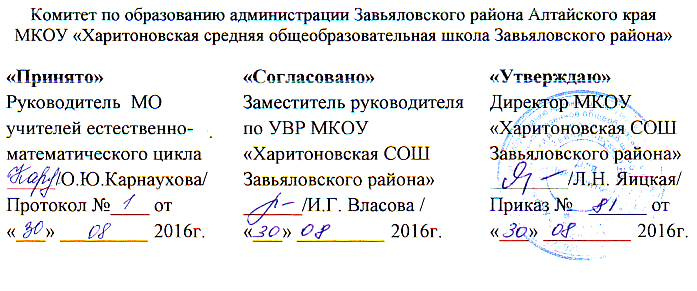 Комитет по образованию администрации Завьяловского района Алтайского края
МКОУ «Харитоновская средняя общеобразовательная школа Завьяловского района»
«Принято»
Руководитель МО
учителей естественно-
математического цикла
/О.Ю.Карнаухова/
Протокол № 1 от
«30» 08 2016г.
«Согласовано»
Заместитель руководителя
по УВР МКОУ
«Харитоновская СОШ
Завьяловского района»
/И.Г. Власова /
«30» 08 2016г.
«Утверждаю»
Директор МКОУ
«Харитоновская СОШ
Завьяловского района»
/Л.Н. Яицкая/
Приказ № 81 от
«30» 08 2016г.